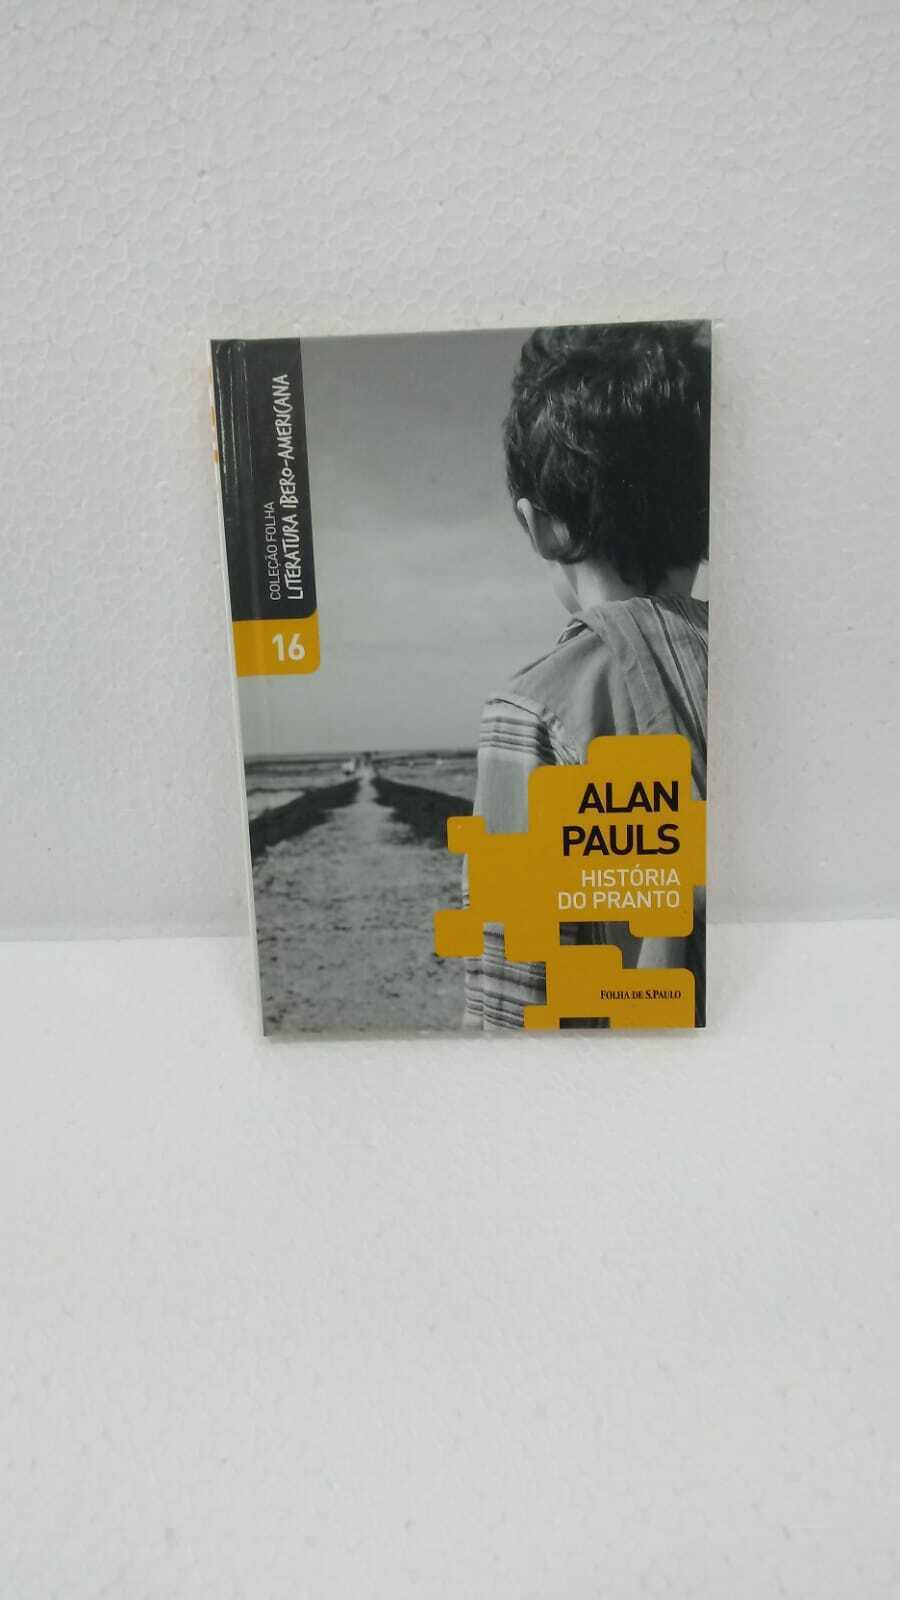 COLEÇÃO FOLHA
LITERATURA IBERO-AMERICANA
16
ALAN
PAULS
HISTÓRIA
DO PRANTO
FOLHA DE S.PAULO